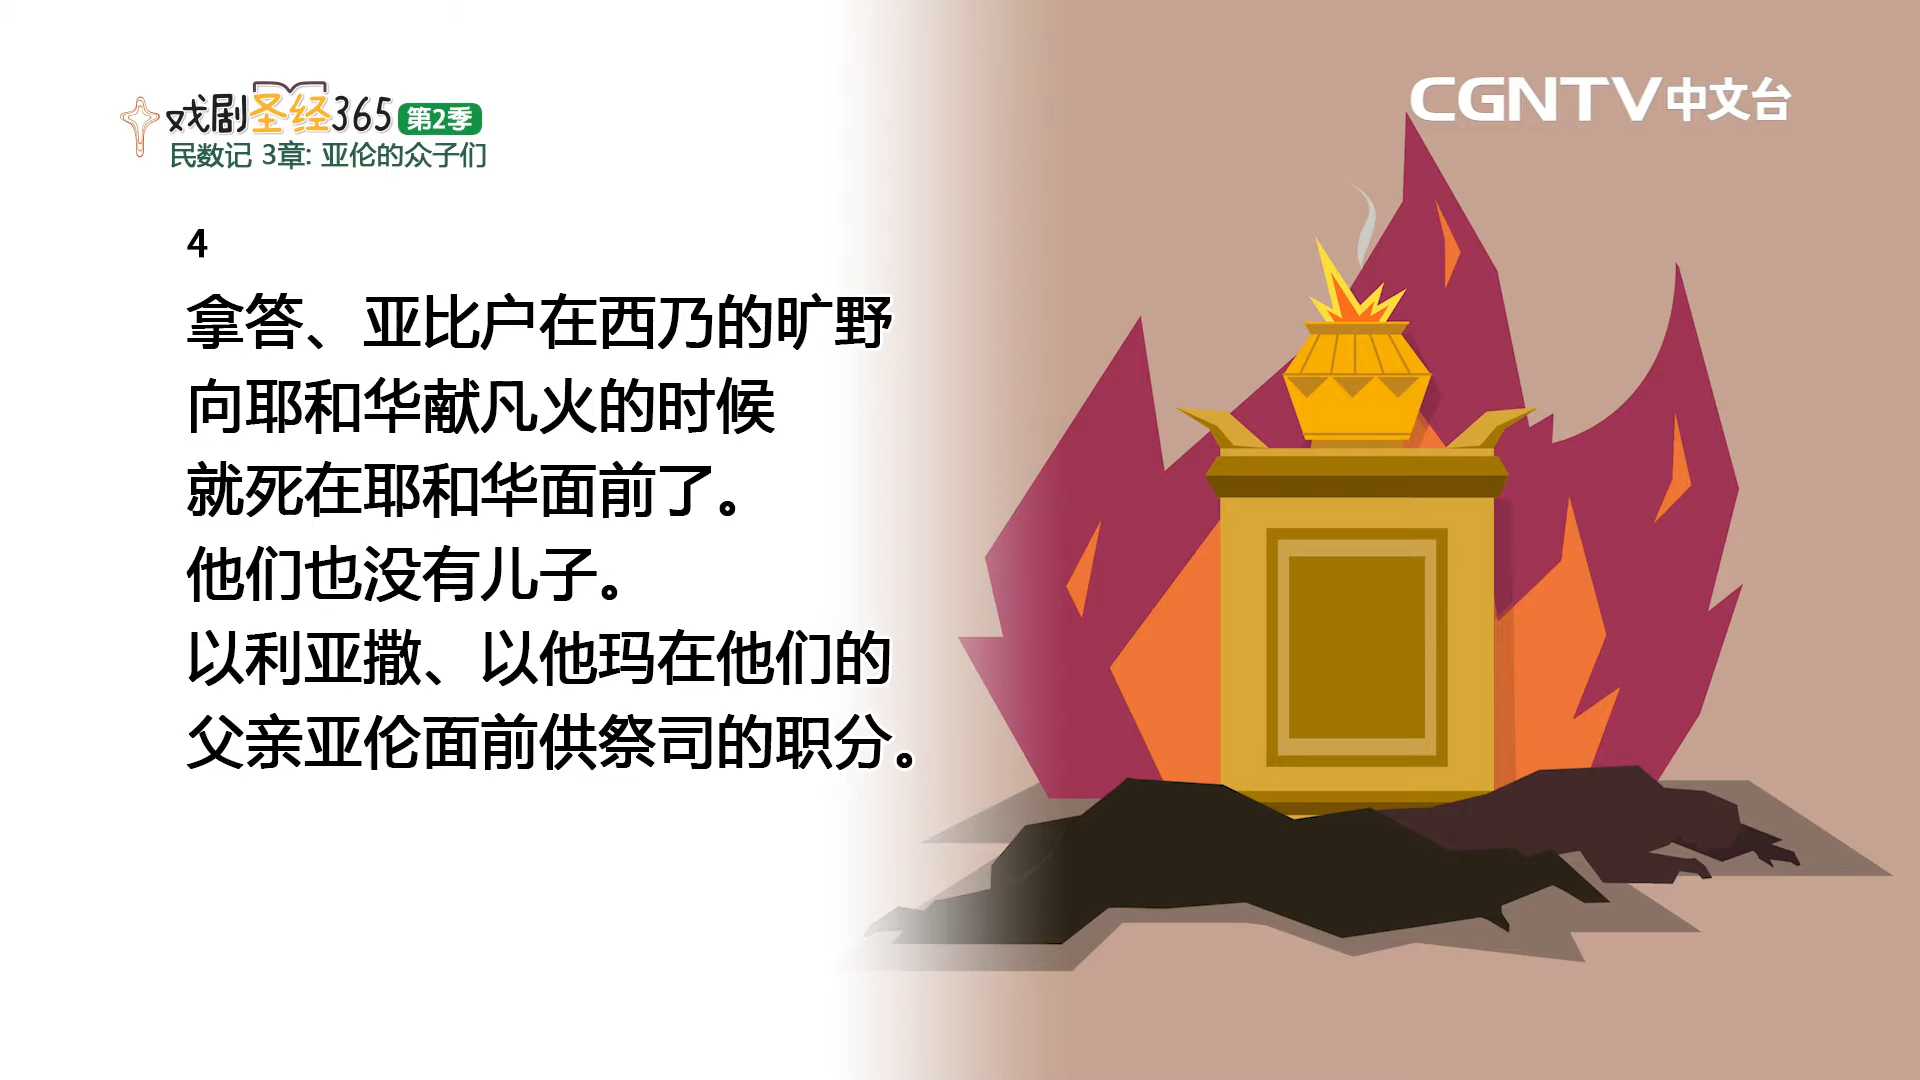 戏剧圣经365 第2季
民数记 3章: 亚伦的众子们
CGNTV中文台
4
拿答、亚比户在西乃的旷野
向耶和华献凡火的时候
就死在耶和华面前了。
他们也没有儿子。
以利亚撒、以他玛在他们的
父亲亚伦面前供祭司的职分。